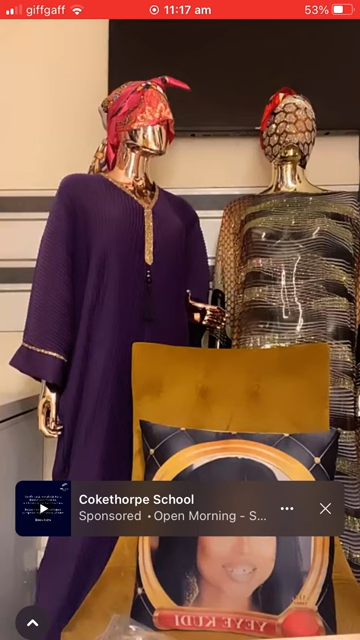 giffgaff 11:17 am 53%
Cokethorpe School
Sponsored • Open Morning - S...
YEYE KUDI